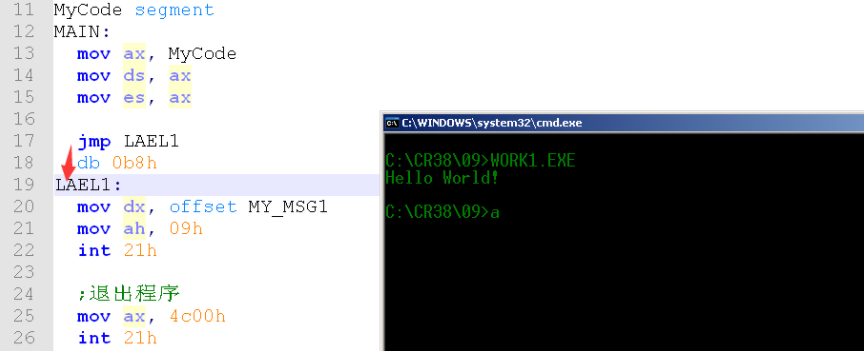 11 MyCode segment
12 MAIN:
13 mov ax, MyCode
14 mov ds, ax
15 mov es, ax
16
17 jmp LAEL1
18 db 0b8h
19 LAEL1:
20 mov dx, offset MY_MSG1
21 mov ah, 09h
22 int 21h
23
24 ;退出程序
25 mov ax, 4c00h
26 int 21h
C:\WINDOWS\system32\cmd.exe
C:\CR38\09>WORK1.EXE
Hello World!
C:\CR38\09>a